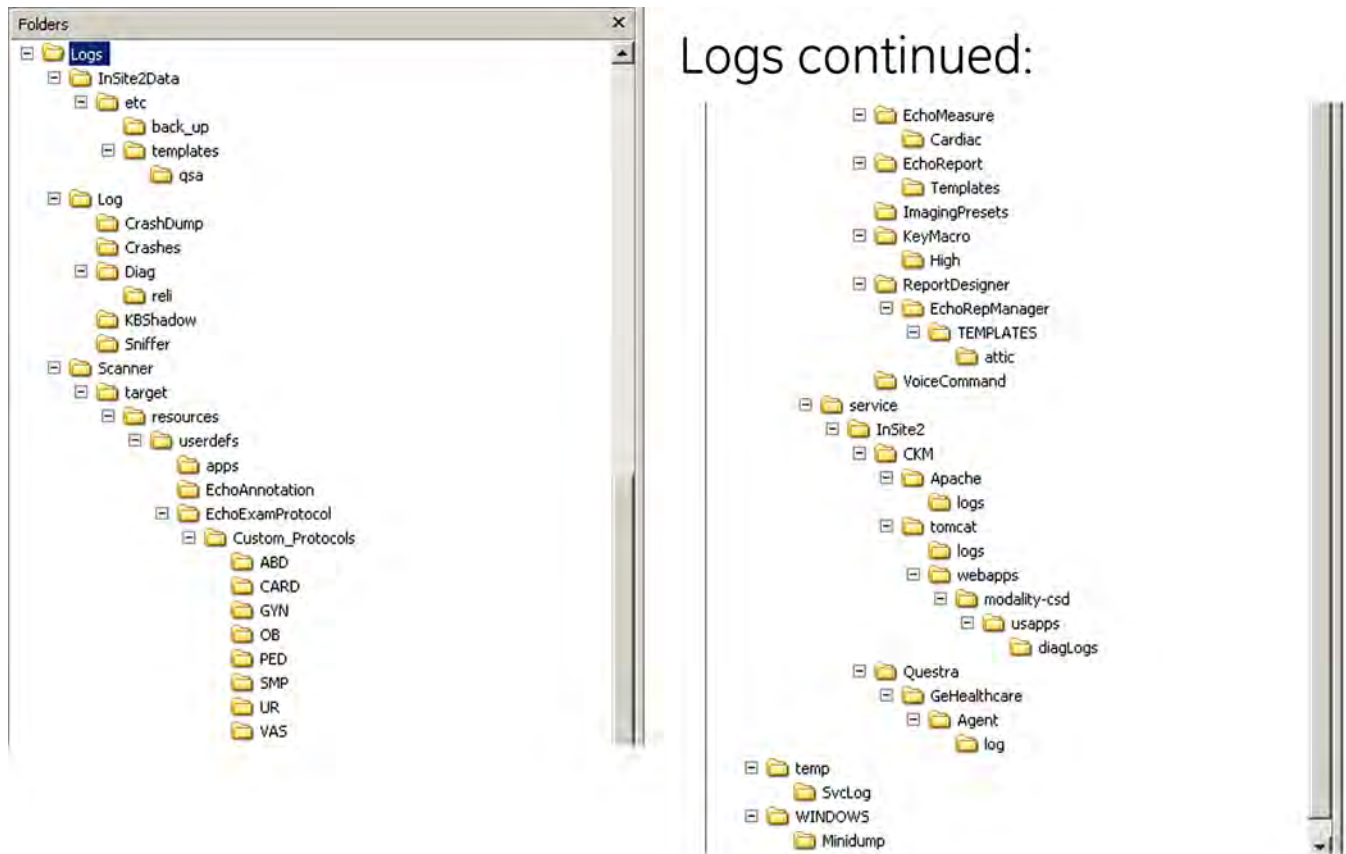 Folders
Logs
InSite2Data
etc
back_up
templates
qsa
Log
CrashDump
Crashes
Diag
reli
KBShadow
Sniffer
Scanner
target
resources
userdefs
apps
EchoAnnotation
EchoExamProtocol
Custom_Protocols
ABD
CARD
GYN
OB
PED
SMP
UR
VAS
Logs continued:
EchoMeasure
Cardiac
EchoReport
Templates
ImagingPresets
KeyMacro
High
ReportDesigner
EchoRepManager
TEMPLATES
attic
VoiceCommand
service
InSite2
CKM
Apache
logs
tomcat
logs
webapps
modality-csd
usapps
diagLogs
Questra
GeHealthcare
Agent
log
temp
SvcLog
WINDOWS
Minidump